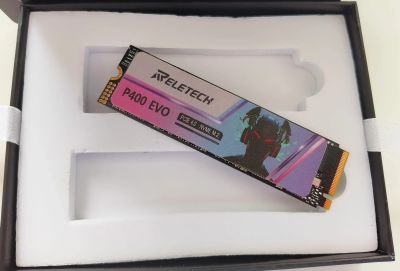 RELETECH
P400 EVO
PCIE 4.0 NVME M.2